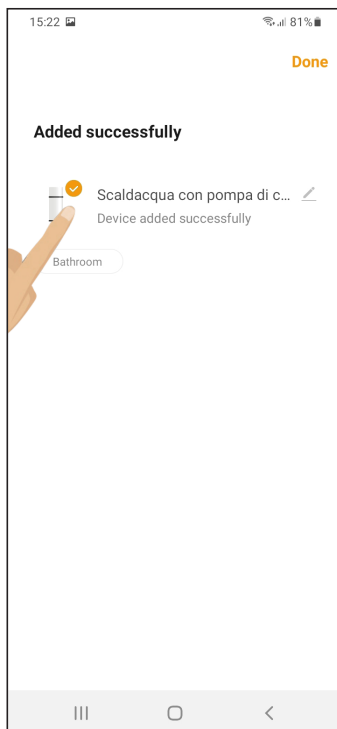 15:22 81%
Done
Added successfully
Scaldacqua con pompa di c...
Device added successfully
Bathroom